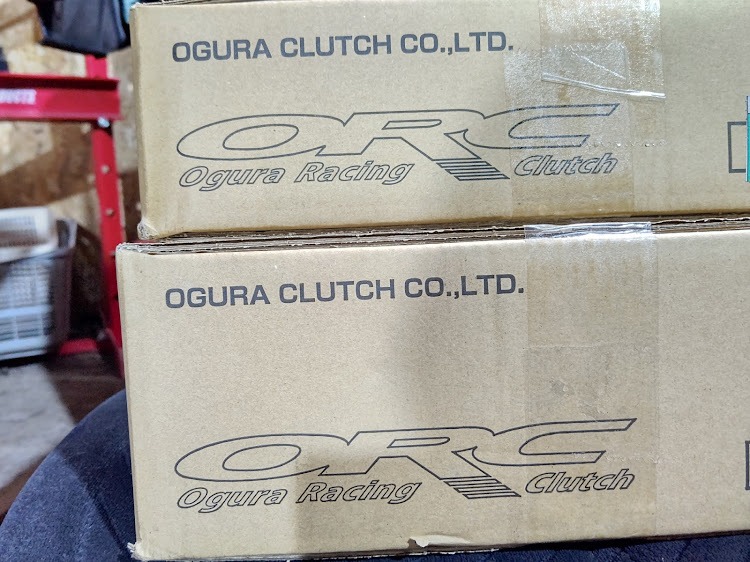 OGURA CLUTCH CO.,LTD.
ORC
Ogura Racing Clutch
OGURA CLUTCH CO.,LTD.
ORC
Ogura Racing Clutch